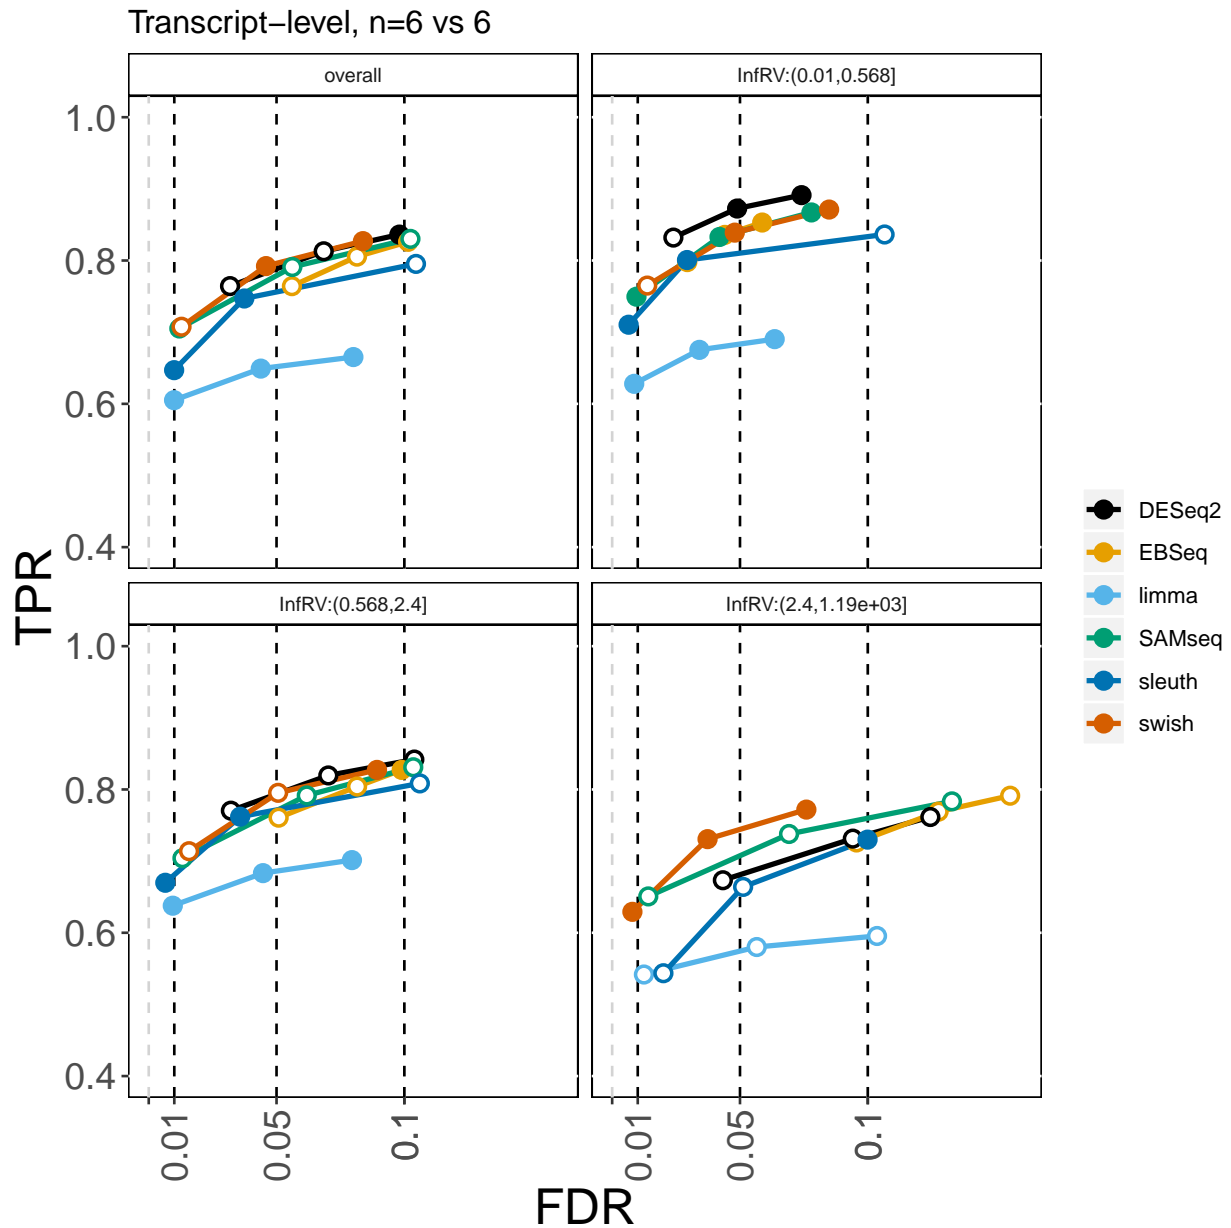 Transcript−level, n=6 vs 6
overall
InfRV:(0.01,0.568]
1.0
0.8
0.6
0.4
InfRV:(0.568,2.4]
InfRV:(2.4,1.19e+03]
1.0
0.8
0.6
0.4
TPR
0.01
0.05
0.1
0.01
0.05
0.1
FDR
DESeq2
EBSeq
limma
SAMseq
sleuth
swish